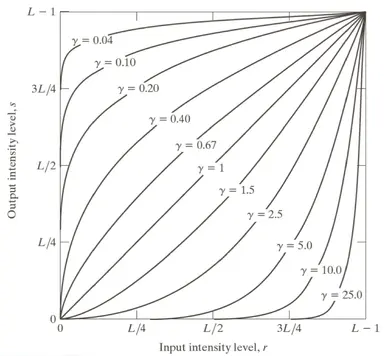 L − 1
γ = 0.04
γ = 0.10
3L/4
γ = 0.20
γ = 0.40
γ = 0.67
L/2
γ = 1
γ = 1.5
γ = 2.5
L/4
γ = 5.0
γ = 10.0
γ = 25.0
0
0
L/4
L/2
3L/4
L − 1
Output intensity level, s
Input intensity level, r